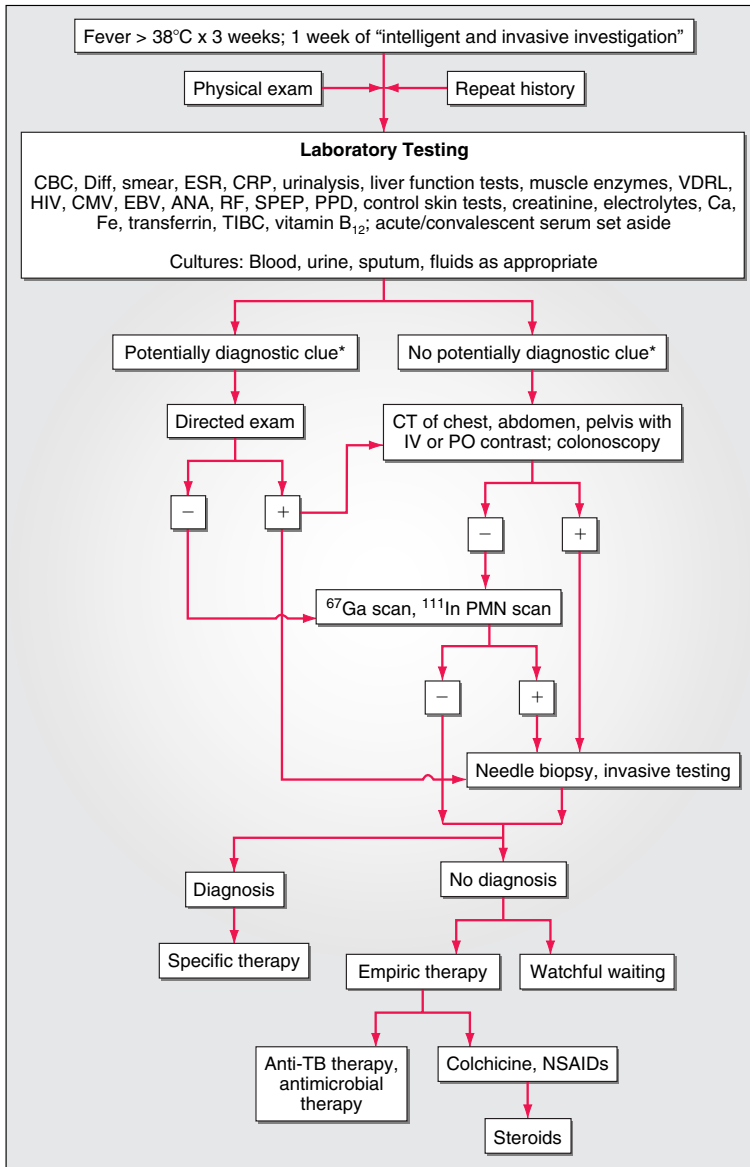 Fever > 38°C x 3 weeks; 1 week of “intelligent and invasive investigation”
Physical exam
Repeat history
Laboratory Testing
CBC, Diff, smear, ESR, CRP, urinalysis, liver function tests, muscle enzymes, VDRL,
HIV, CMV, EBV, ANA, RF, SPEP, PPD, control skin tests, creatinine, electrolytes, Ca,
Fe, transferrin, TIBC, vitamin B₁₂; acute/convalescent serum set aside
Cultures: Blood, urine, sputum, fluids as appropriate
Potentially diagnostic clue*
No potentially diagnostic clue*
Directed exam
CT of chest, abdomen, pelvis with
IV or PO contrast; colonoscopy
−
+
−
+
⁶⁷Ga scan, ¹¹¹In PMN scan
−
+
Needle biopsy, invasive testing
Diagnosis
No diagnosis
Specific therapy
Empiric therapy
Watchful waiting
Anti-TB therapy,
antimicrobial
therapy
Colchicine, NSAIDs
Steroids